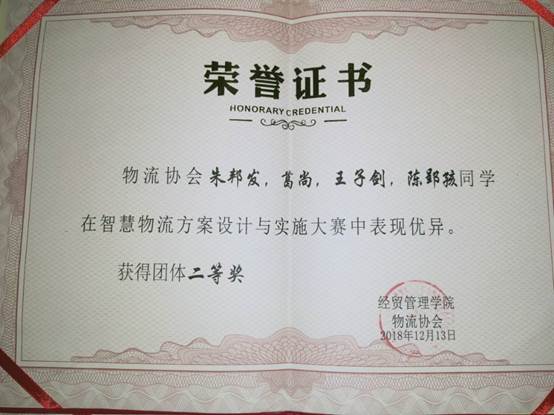 荣誉证书
HONORARY CREDENTIAL
物流协会朱邦发，葛尚，王子剑，陈郢孩同学
在智慧物流方案设计与实施大赛中表现优异。
获得团体二等奖
经贸管理学院
物流协会
2018年12月13日